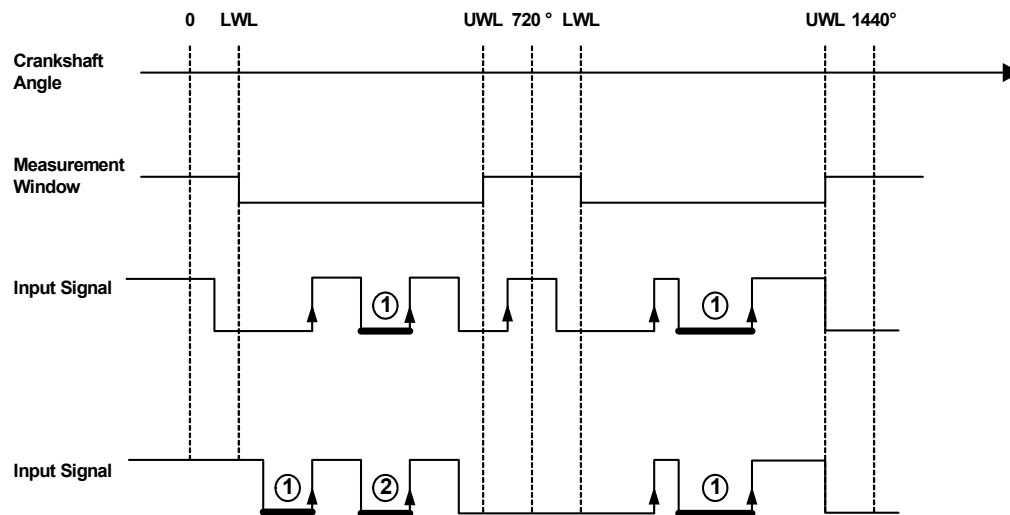 0 LWL UWL 720 ° LWL UWL 1440°
Crankshaft
Angle
Measurement
Window
Input Signal
1 1
Input Signal
1 2 1